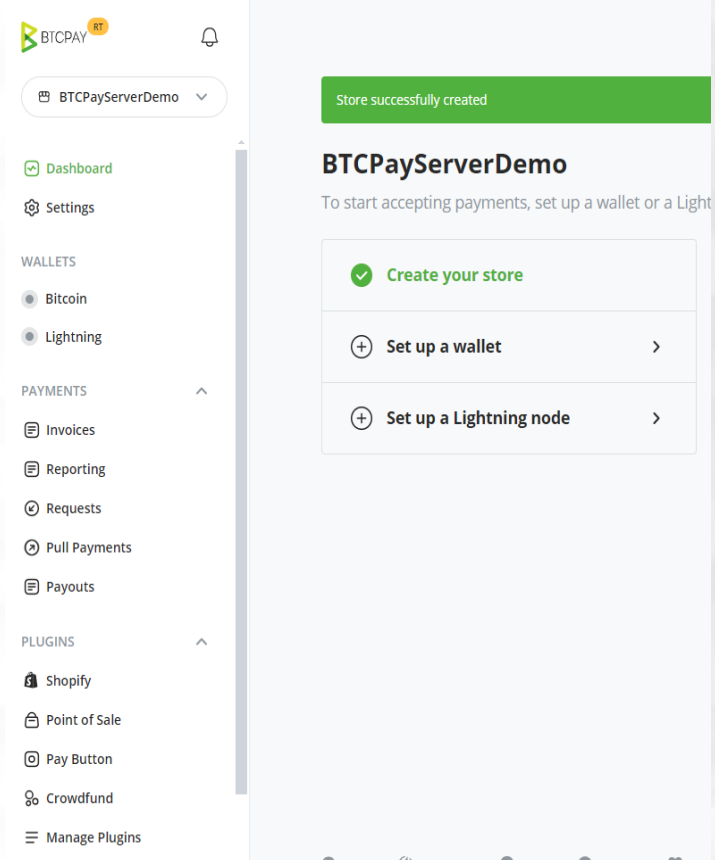 BTCPAY RT
BTCPayServerDemo
Dashboard
Settings
WALLETS
Bitcoin
Lightning
PAYMENTS
Invoices
Reporting
Requests
Pull Payments
Payouts
PLUGINS
Shopify
Point of Sale
Pay Button
Crowdfund
Manage Plugins
Store successfully created
BTCPayServerDemo
To start accepting payments, set up a wallet or a Light
Create your store
Set up a wallet
Set up a Lightning node